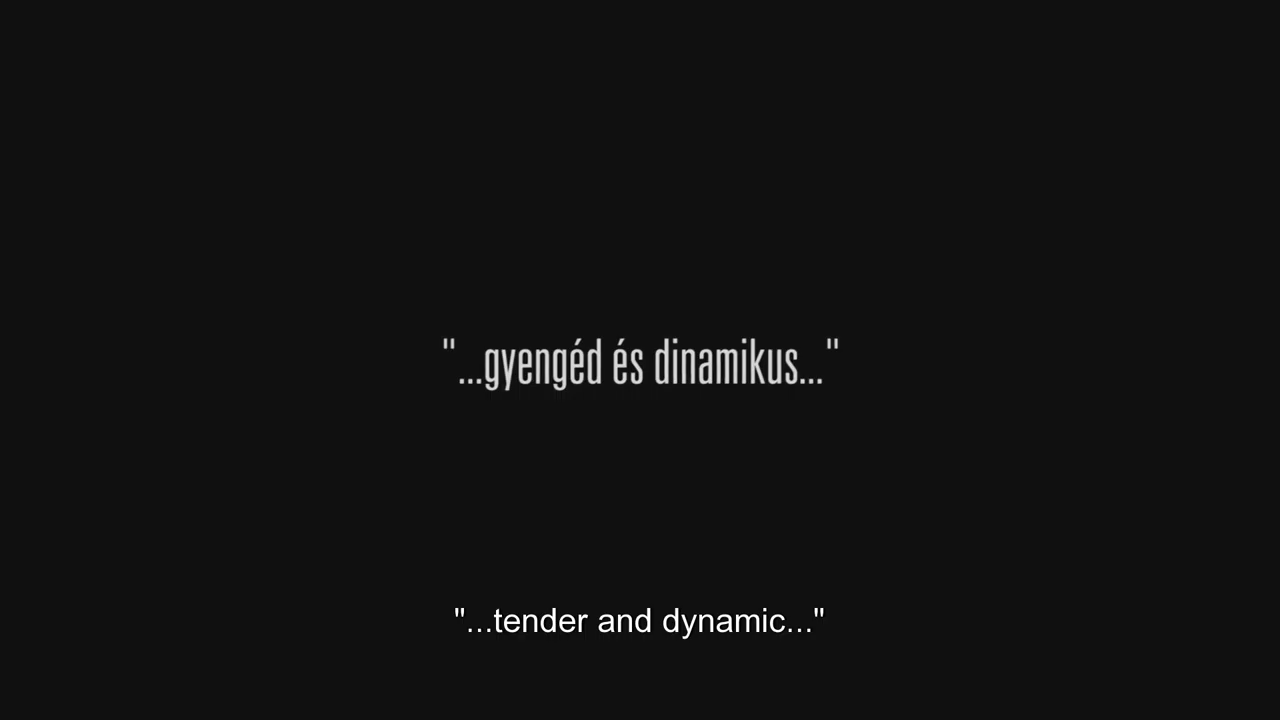 "...gyengéd és dinamikus..."
"...tender and dynamic..."